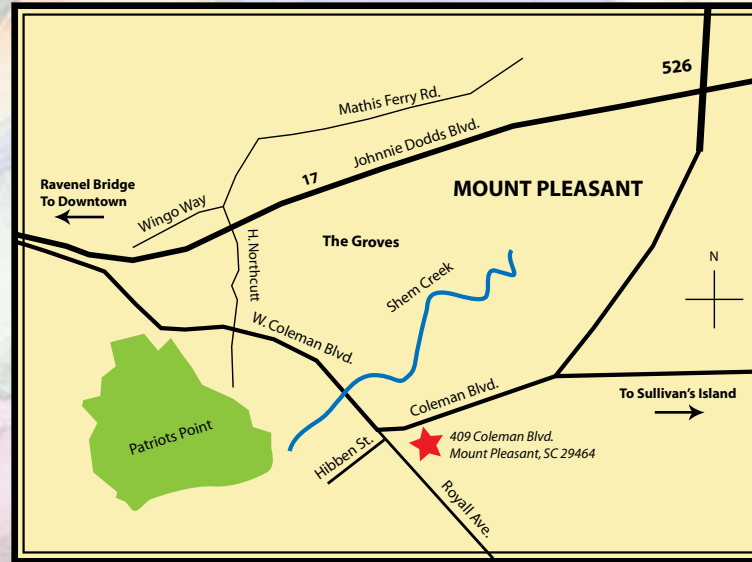 526
Mathis Ferry Rd.
Johnnie Dodds Blvd.
17
MOUNT PLEASANT
Ravenel Bridge
To Downtown
Wingo Way
H. Northcutt
The Groves
N
Shem Creek
W. Coleman Blvd.
Coleman Blvd.
To Sullivan's Island
Patriots Point
Hibben St.
409 Coleman Blvd.
Mount Pleasant, SC 29464
Royall Ave.